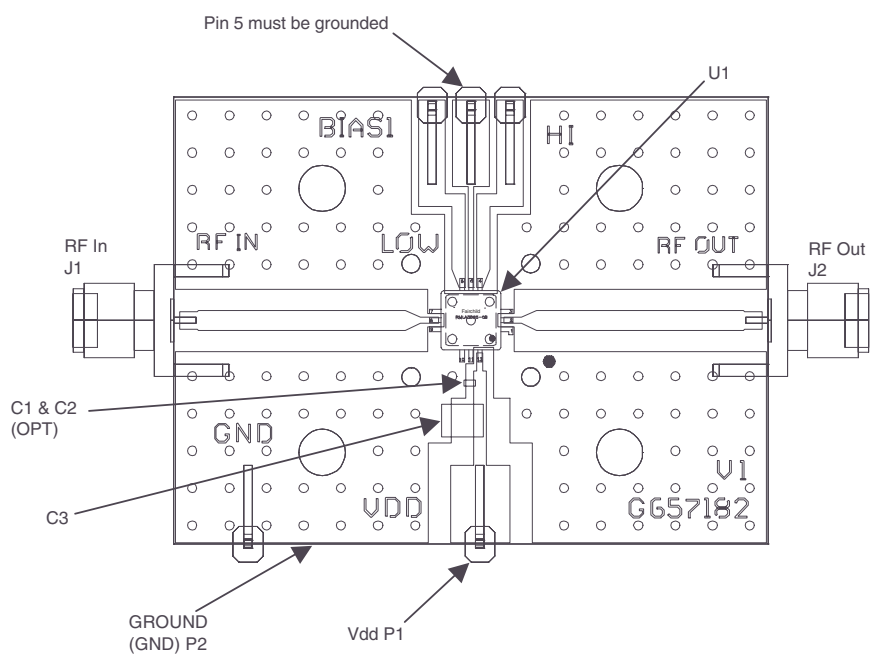 Pin 5 must be grounded
U1
BIAS1
HI
RF IN
LOW
RF OUT
RF In
J1
RF Out
J2
Fairchild
C1 & C2
(OPT)
GND
V1
VDD
GG57182
C3
GROUND
(GND) P2
Vdd P1